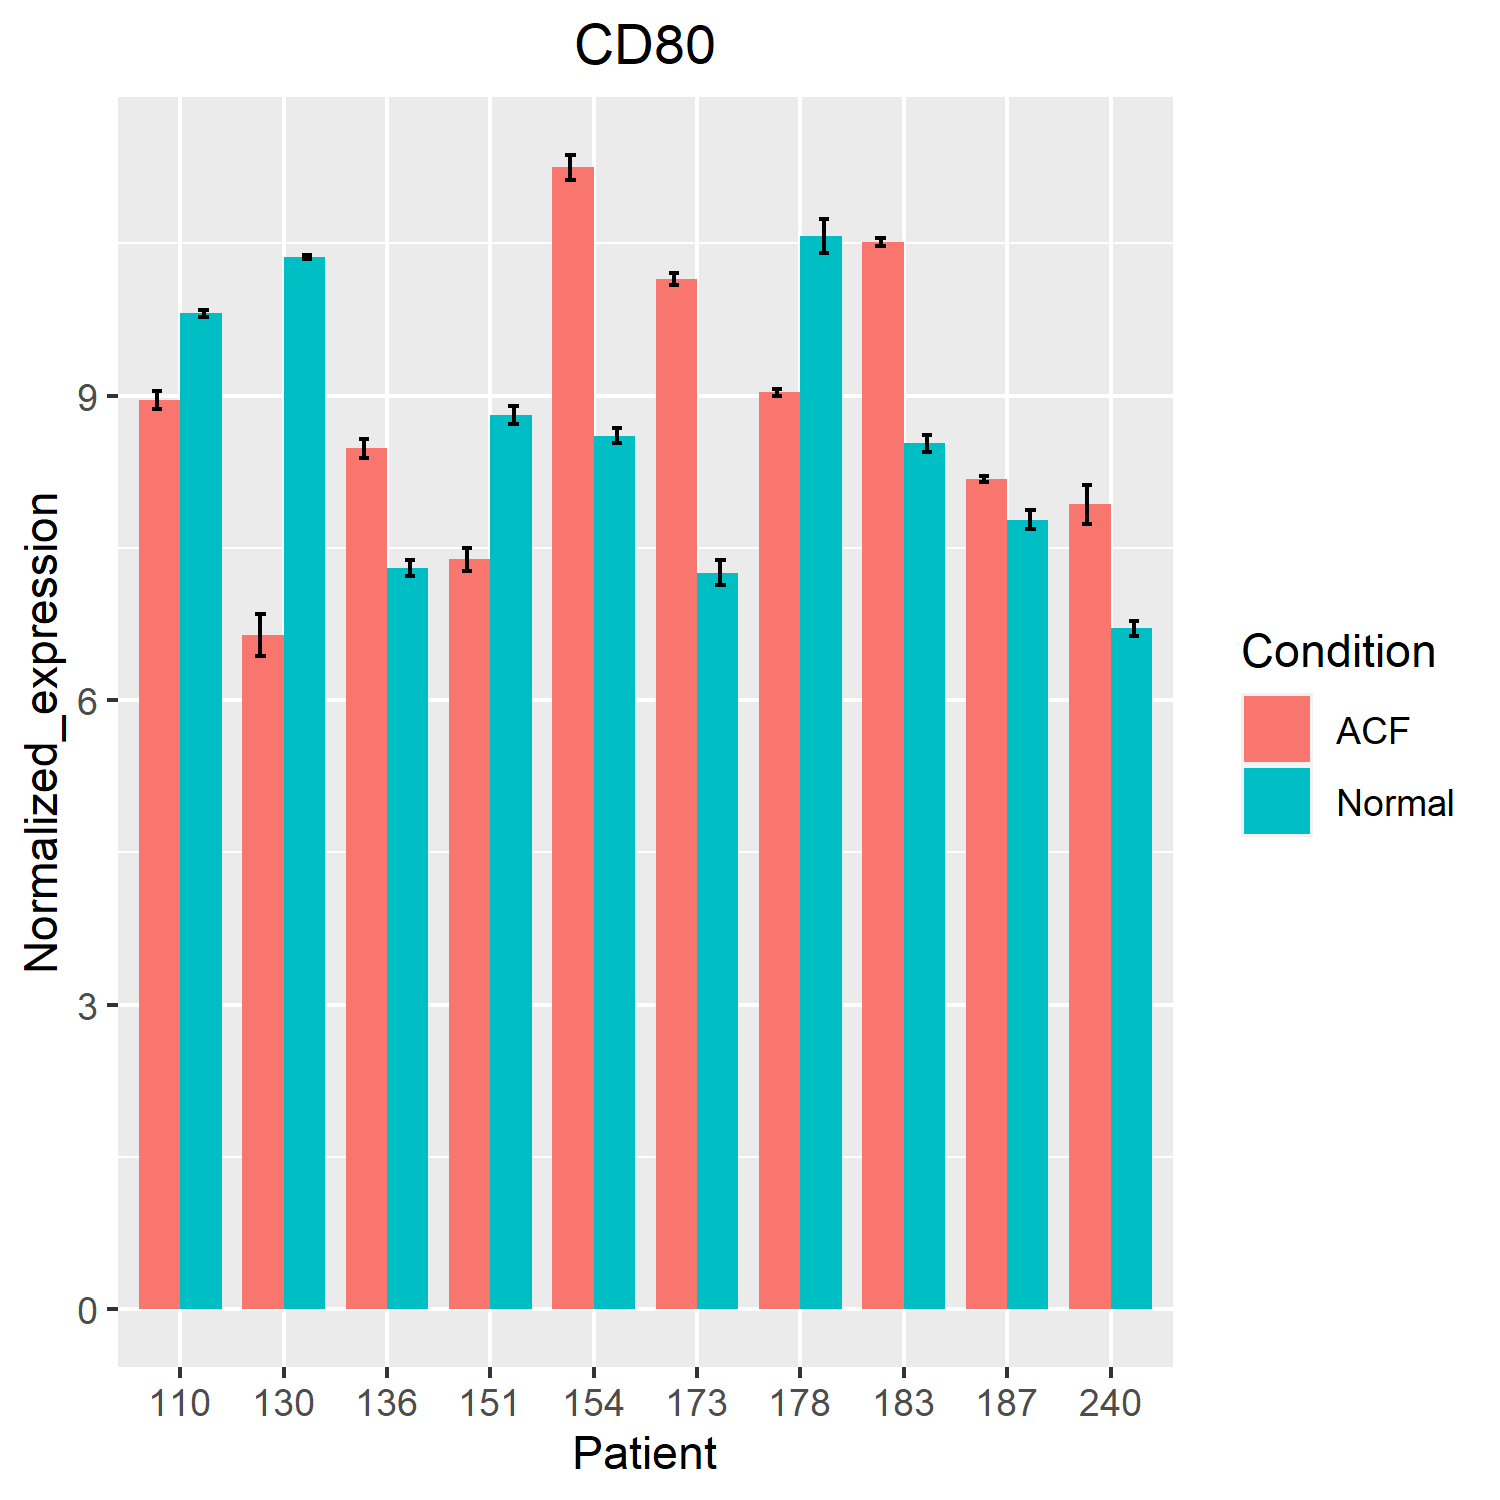 CD80
Normalized_expression
9
6
3
0
110 130 136 151 154 173 178 183 187 240
Patient
Condition
ACF
Normal